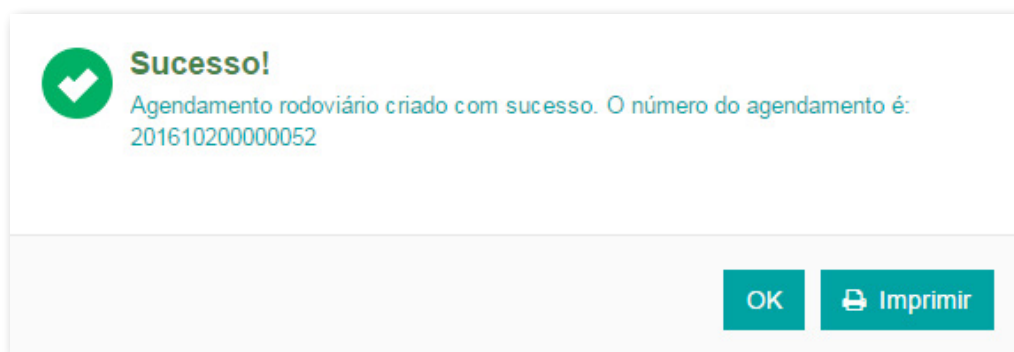 Sucesso!
Agendamento rodoviário criado com sucesso. O número do agendamento é:
201610200000052
OK
Imprimir